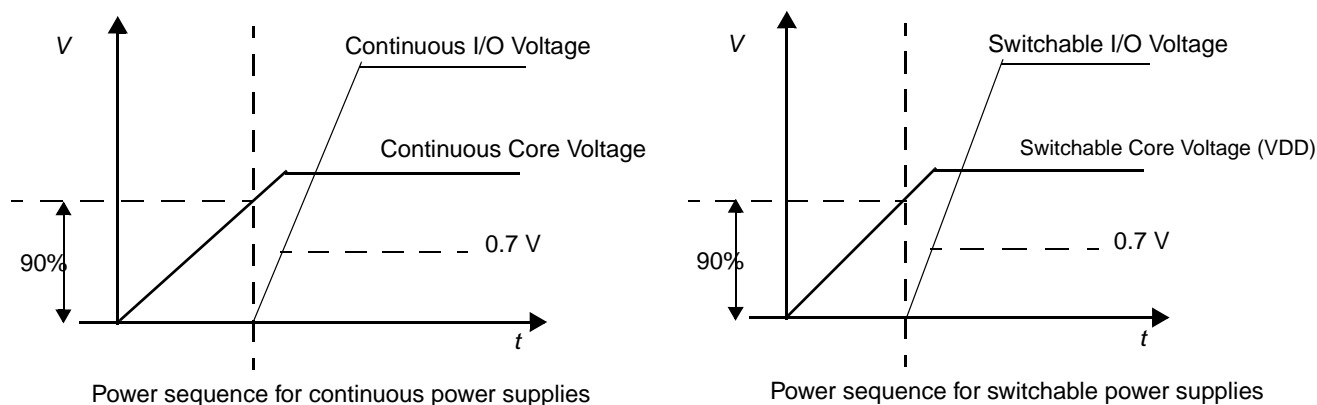 V
Continuous I/O Voltage
Continuous Core Voltage
0.7 V
90%
t
Power sequence for continuous power supplies
V
Switchable I/O Voltage
Switchable Core Voltage (VDD)
0.7 V
90%
t
Power sequence for switchable power supplies